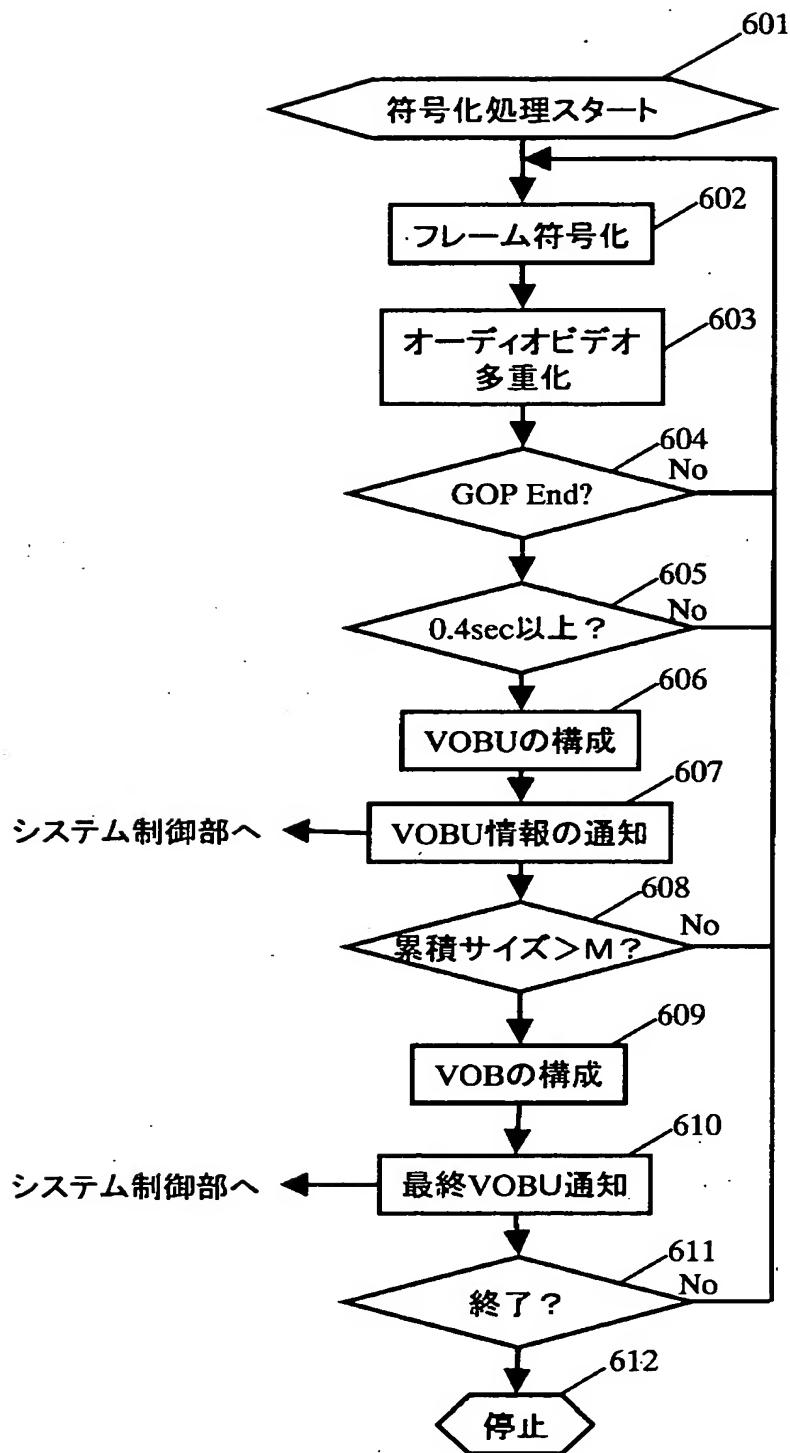 601
符号化処理スタート
602
フレーム符号化
603
オーディオビデオ
多重化
604
GOP End?
No
605
0.4sec以上？
No
606
VOBUの構成
607
システム制御部へ
VOBU情報の通知
608
累積サイズ＞M？
No
609
VOBの構成
610
システム制御部へ
最終VOBU通知
611
終了？
No
612
停止